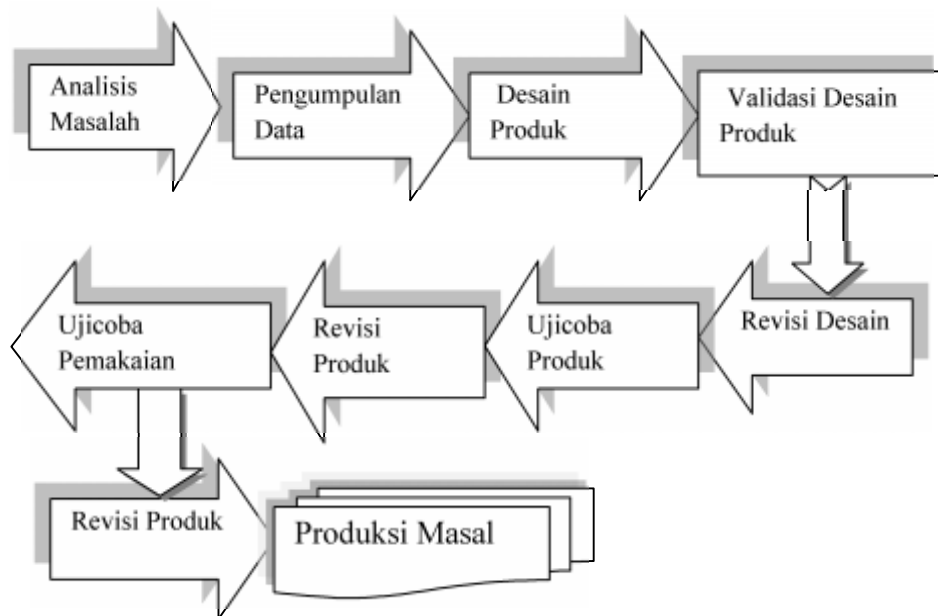 Analisis
Masalah
Pengumpulan
Data
Desain
Produk
Validasi Desain
Produk
Revisi Desain
Ujicoba
Produk
Revisi
Produk
Ujicoba
Pemakaian
Revisi Produk
Produksi Masal